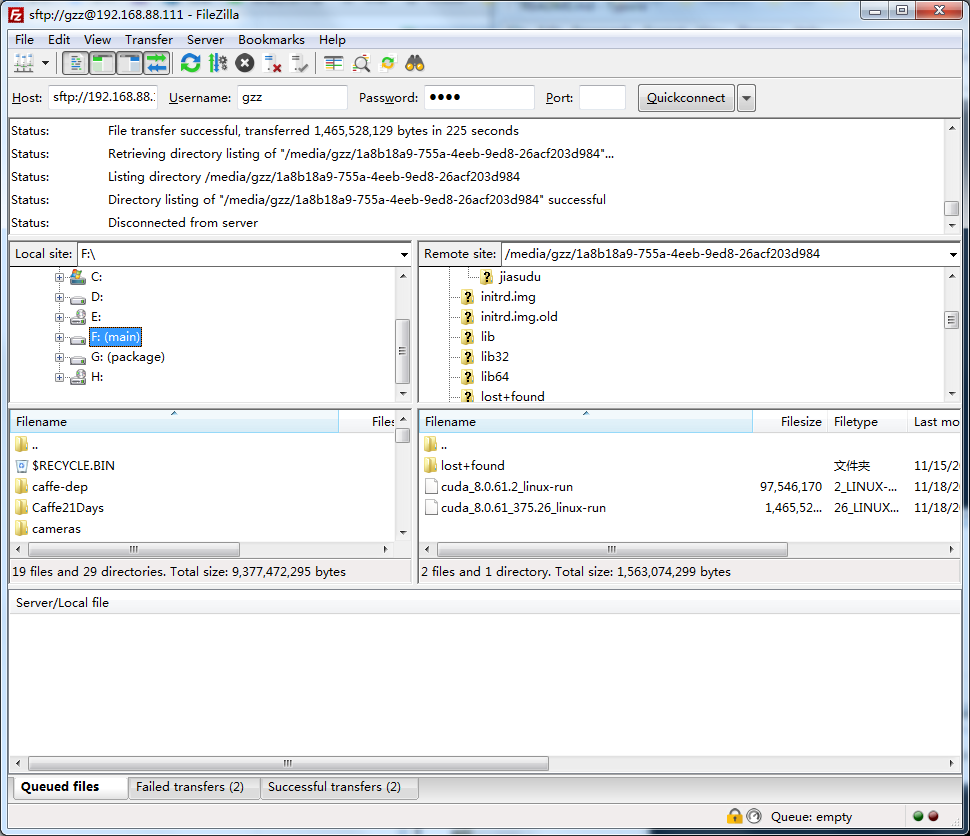 sftp://gzz@192.168.88.111 - FileZilla
File Edit View Transfer Server Bookmarks Help
Host: sftp://192.168.88. Username: gzz Password: •••• Port: Quickconnect
Status: File transfer successful, transferred 1,465,528,129 bytes in 225 seconds
Status: Retrieving directory listing of "/media/gzz/1a8b18a9-755a-4eeb-9ed8-26acf203d984"...
Status: Listing directory /media/gzz/1a8b18a9-755a-4eeb-9ed8-26acf203d984
Status: Directory listing of "/media/gzz/1a8b18a9-755a-4eeb-9ed8-26acf203d984" successful
Status: Disconnected from server
Local site: F:\
C:
D:
E:
F: (main)
G: (package)
H:
Filename Files
..
$RECYCLE.BIN
caffe-dep
Caffe21Days
cameras
19 files and 29 directories. Total size: 9,377,472,295 bytes
Remote site: /media/gzz/1a8b18a9-755a-4eeb-9ed8-26acf203d984
jiasudu
initrd.img
initrd.img.old
lib
lib32
lib64
lost+found
Filename Filesize Filetype Last mo
..
lost+found 文件夹 11/15/2
cuda_8.0.61.2_linux-run 97,546,170 2_LINUX-... 11/18/2
cuda_8.0.61_375.26_linux-run 1,465,52... 26_LINUX... 11/18/2
2 files and 1 directory. Total size: 1,563,074,299 bytes
Server/Local file
Queued files Failed transfers (2) Successful transfers (2)
Queue: empty